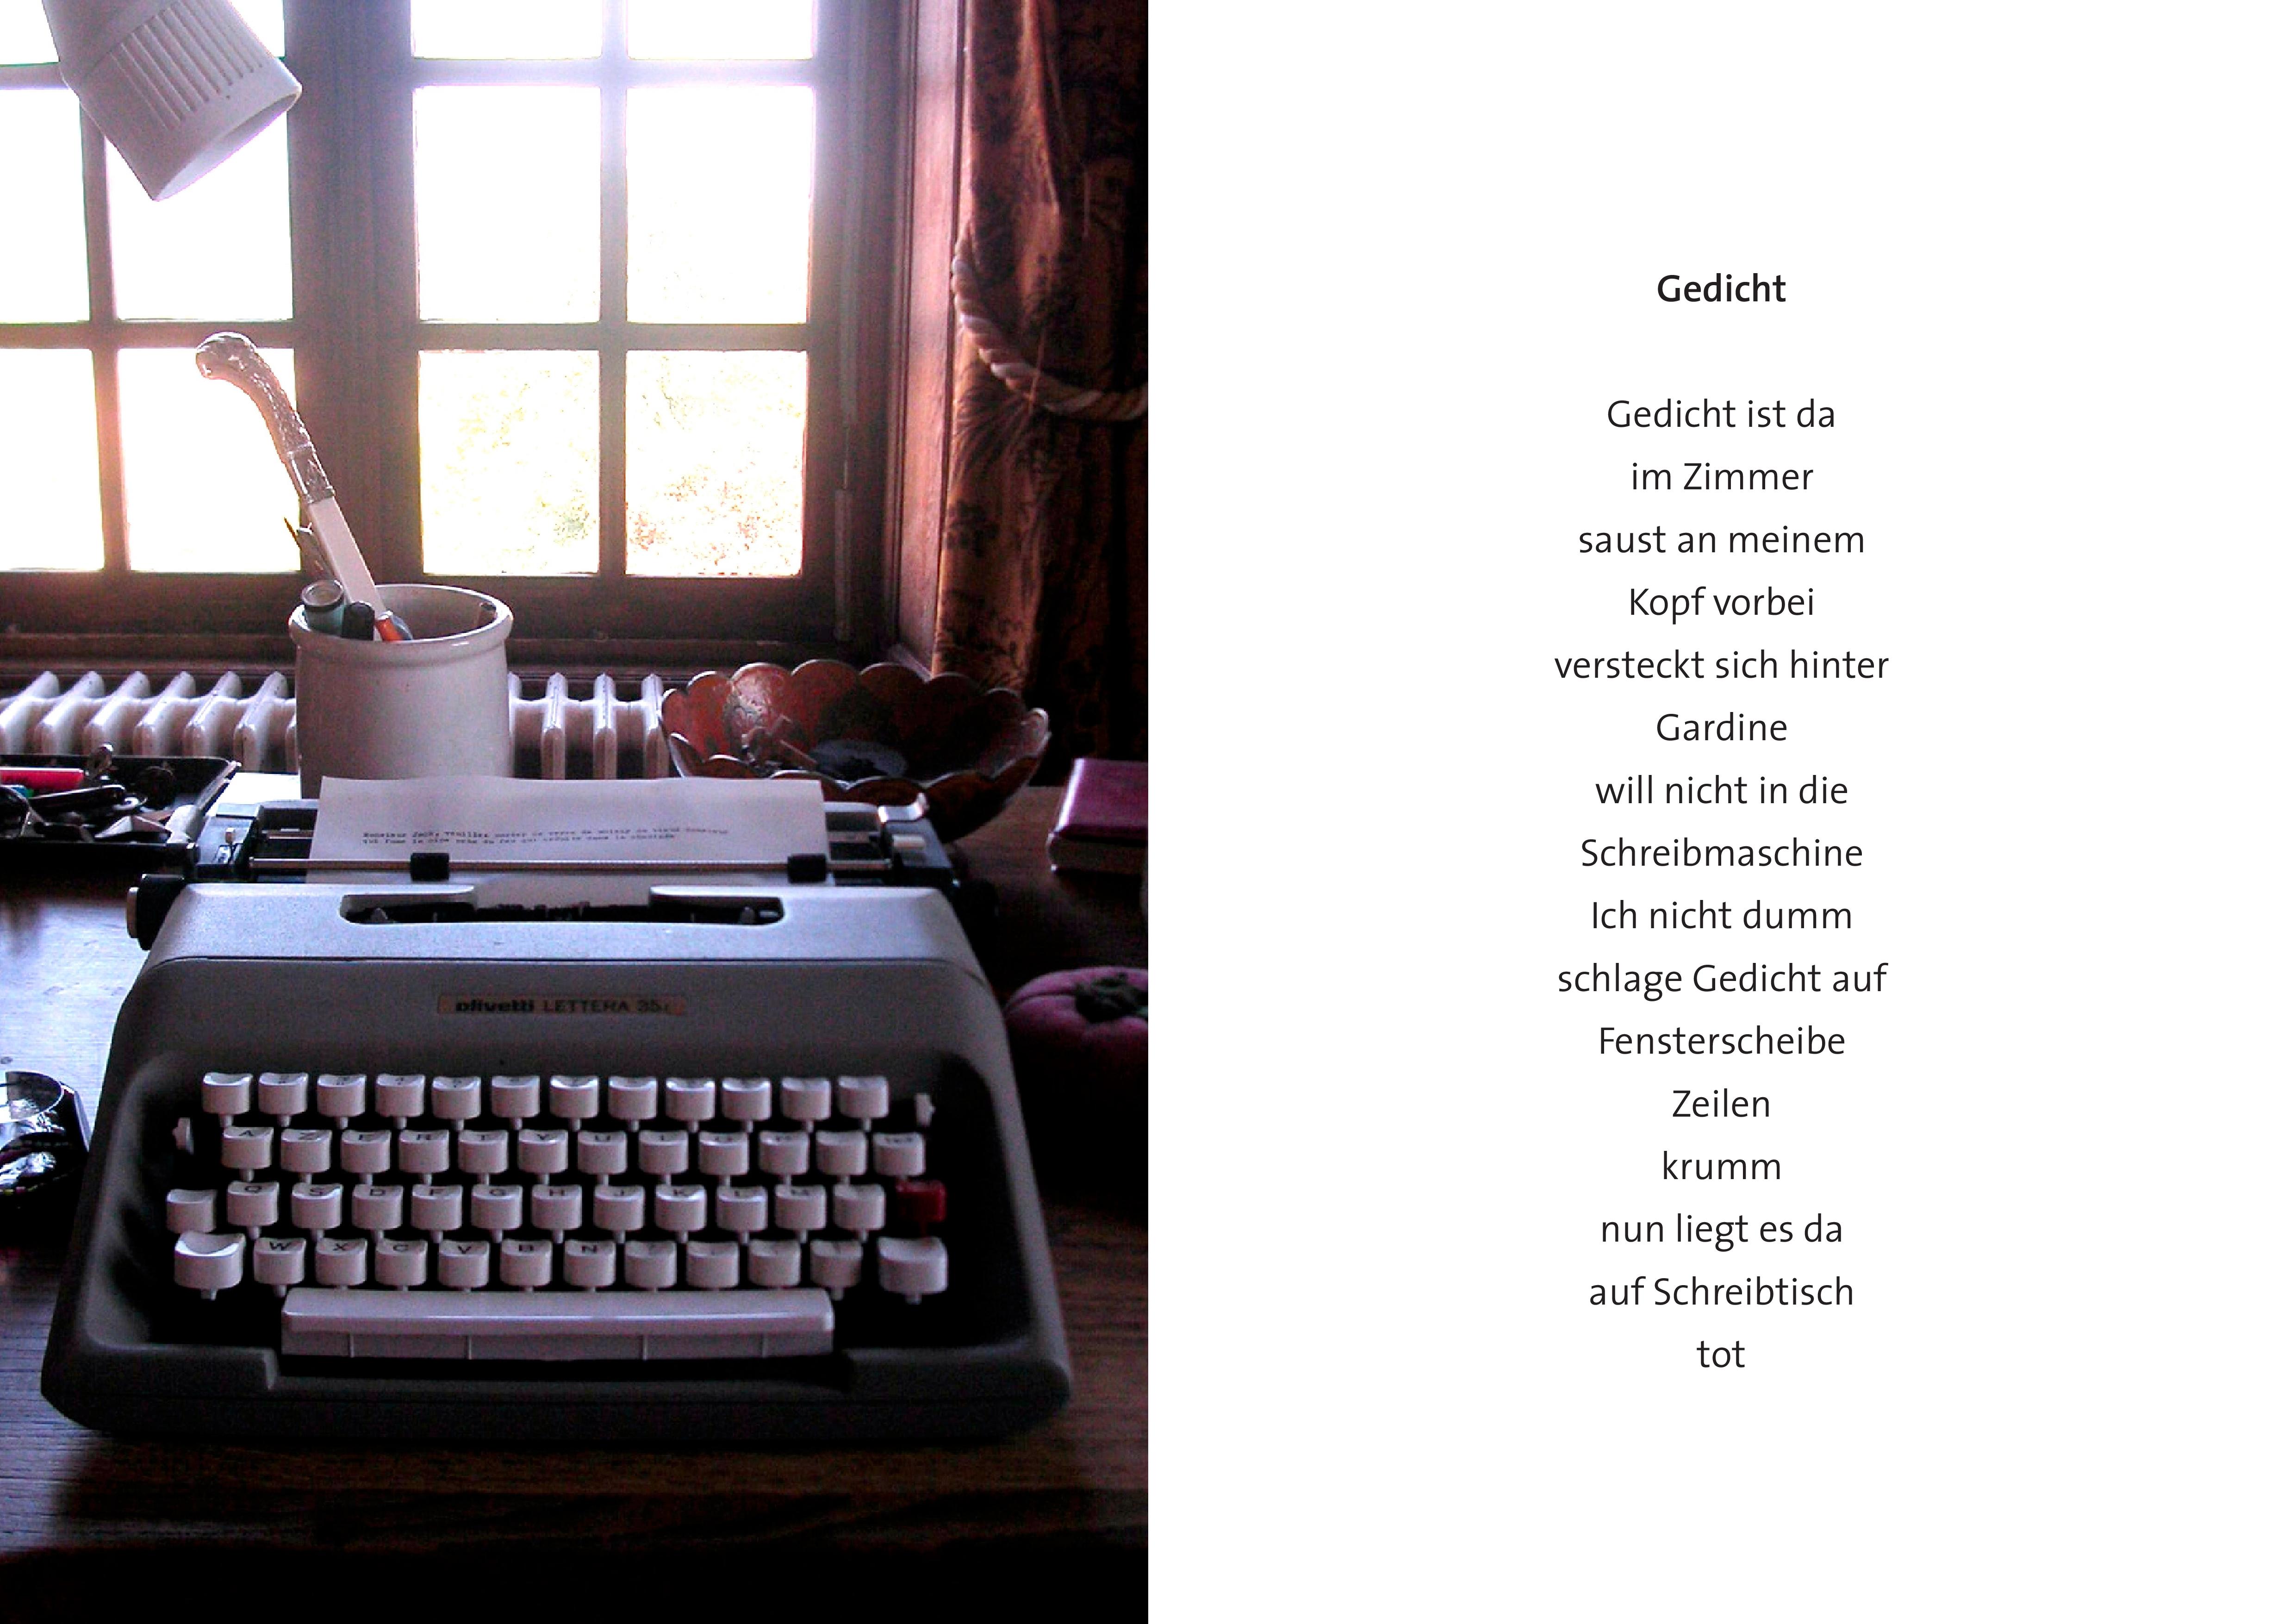 Gedicht
Gedicht ist da
im Zimmer
saust an meinem
Kopf vorbei
versteckt sich hinter
Gardine
will nicht in die
Schreibmaschine
Ich nicht dumm
schlage Gedicht auf
Fensterscheibe
Zeilen
krumm
nun liegt es da
auf Schreibtisch
tot
olivetti LETTERA 35
A Z E R T Y U
Q S D F G H J K L M
W X C V B N